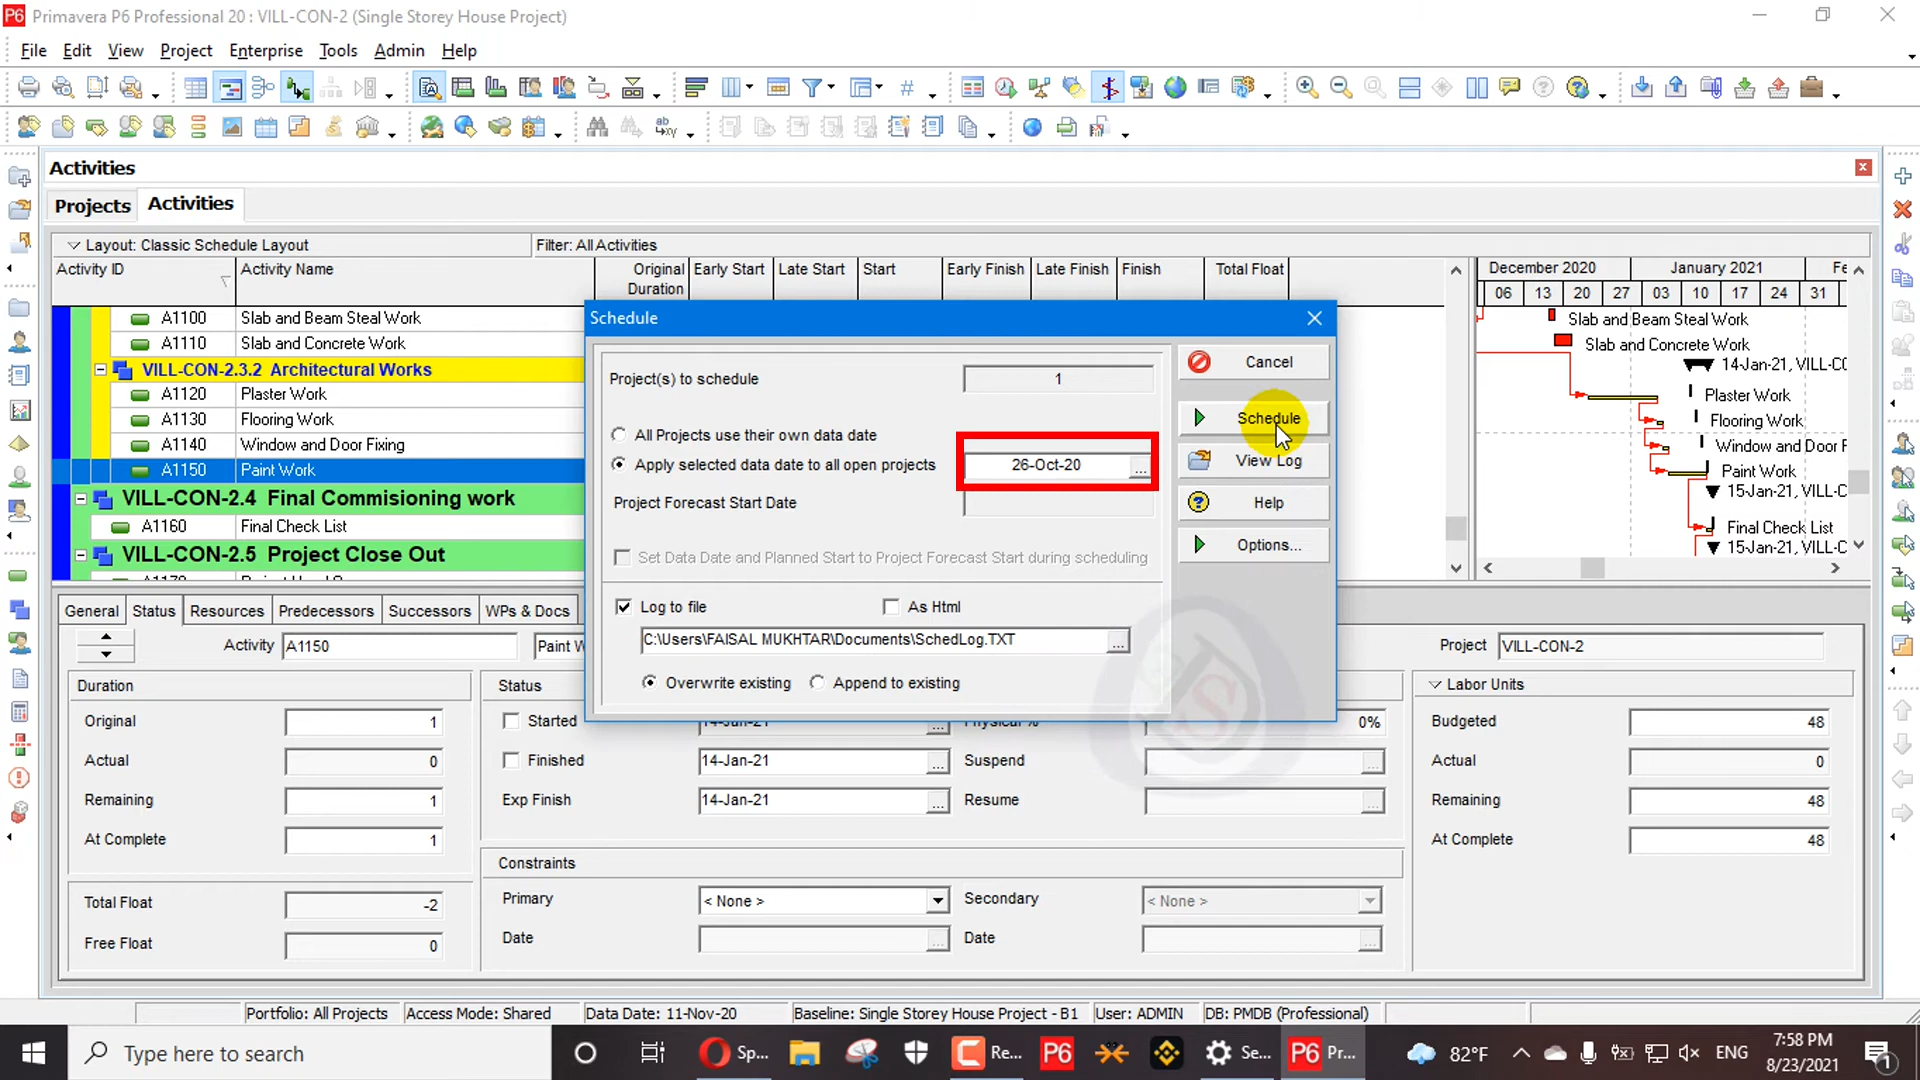 P6 Primavera P6 Professional 20 : VILL-CON-2 (Single Storey House Project)
File Edit View Project Enterprise Tools Admin Help
Activities
Projects Activities
Layout: Classic Schedule Layout Filter: All Activities
Activity ID Activity Name Original Duration Early Start Late Start Start Early Finish Late Finish Finish Total Float
December 2020 January 2021
06 13 20 27 03 10 17 24 31
A1100 Slab and Beam Steal Work
A1110 Slab and Concrete Work
VILL-CON-2.3.2 Architectural Works
A1120 Plaster Work
A1130 Flooring Work
A1140 Window and Door Fixing
A1150 Paint Work
VILL-CON-2.4 Final Commisioning work
A1160 Final Check List
VILL-CON-2.5 Project Close Out
Slab and Beam Steal Work
Slab and Concrete Work
14-Jan-21, VILL-CO
Plaster Work
Flooring Work
Window and Door F
Paint Work
15-Jan-21, VILL-C
Final Check List
15-Jan-21, VILL-C
Schedule
Project(s) to schedule 1
All Projects use their own data date
Apply selected data date to all open projects 26-Oct-20 ...
Project Forecast Start Date
Set Data Date and Planned Start to Project Forecast Start during scheduling
Log to file As Html
C:\Users\FAISAL MUKHTAR\Documents\SchedLog.TXT ...
Overwrite existing Append to existing
Cancel
Schedule
View Log
Help
Options...
General Status Resources Predecessors Successors WPs & Docs
Activity A1150 Paint W Project VILL-CON-2
Duration
Original 1
Actual 0
Remaining 1
At Complete 1
Total Float -2
Free Float 0
Status
Started 14-Jan-21 ... Physical % 0%
Finished 14-Jan-21 ... Suspend ...
Exp Finish 14-Jan-21 ... Resume ...
Constraints
Primary < None > Secondary < None >
Date ... Date ...
Labor Units
Budgeted 48
Actual 0
Remaining 48
At Complete 48
Portfolio: All Projects Access Mode: Shared Data Date: 11-Nov-20 Baseline: Single Storey House Project - B1 User: ADMIN DB: PMDB (Professional)
Type here to search Sp... Re... P6 Se... P6 Pr... 82°F ENG 7:58 PM
8/23/2021 1